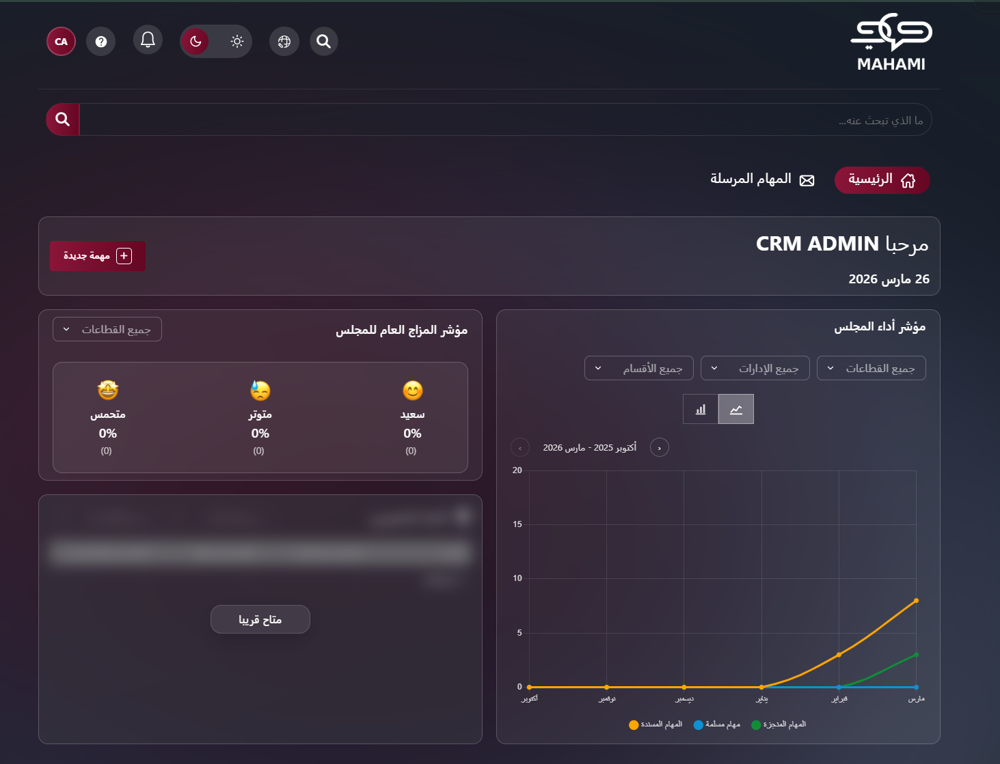 مهامي
MAHAMI
CA
ما الذي تبحث عنه...
الرئيسية
المهام المرسلة
مرحبا CRM ADMIN
26 مارس 2026
مهمة جديدة
مؤشر أداء المجلس
جميع القطاعات
جميع الإدارات
جميع الأقسام
أكتوبر 2025 - مارس 2026
20
15
10
5
0
أكتوبر
نوفمبر
ديسمبر
يناير
فبراير
مارس
المهام المسندة
مهام مسلمة
المهام المنجزة
مؤشر المزاج العام للمجلس
جميع القطاعات
سعيد
0%
(0)
متوتر
0%
(0)
متحمس
0%
(0)
متاح قريبا